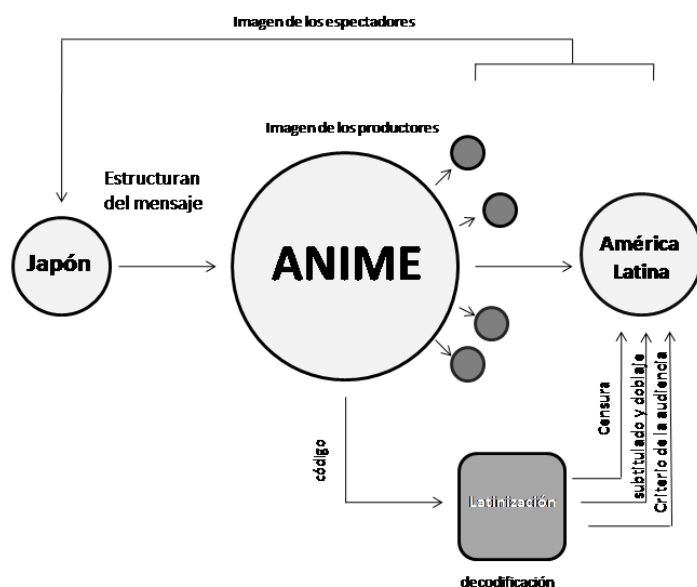 Imagen de los espectadores
Imagen de los productores
Estructuran
del mensaje
Japón
ANIME
América
Latina
código
Latinización
decodificación
Censura
subtitulado y doblaje
Criterio de la audiencia